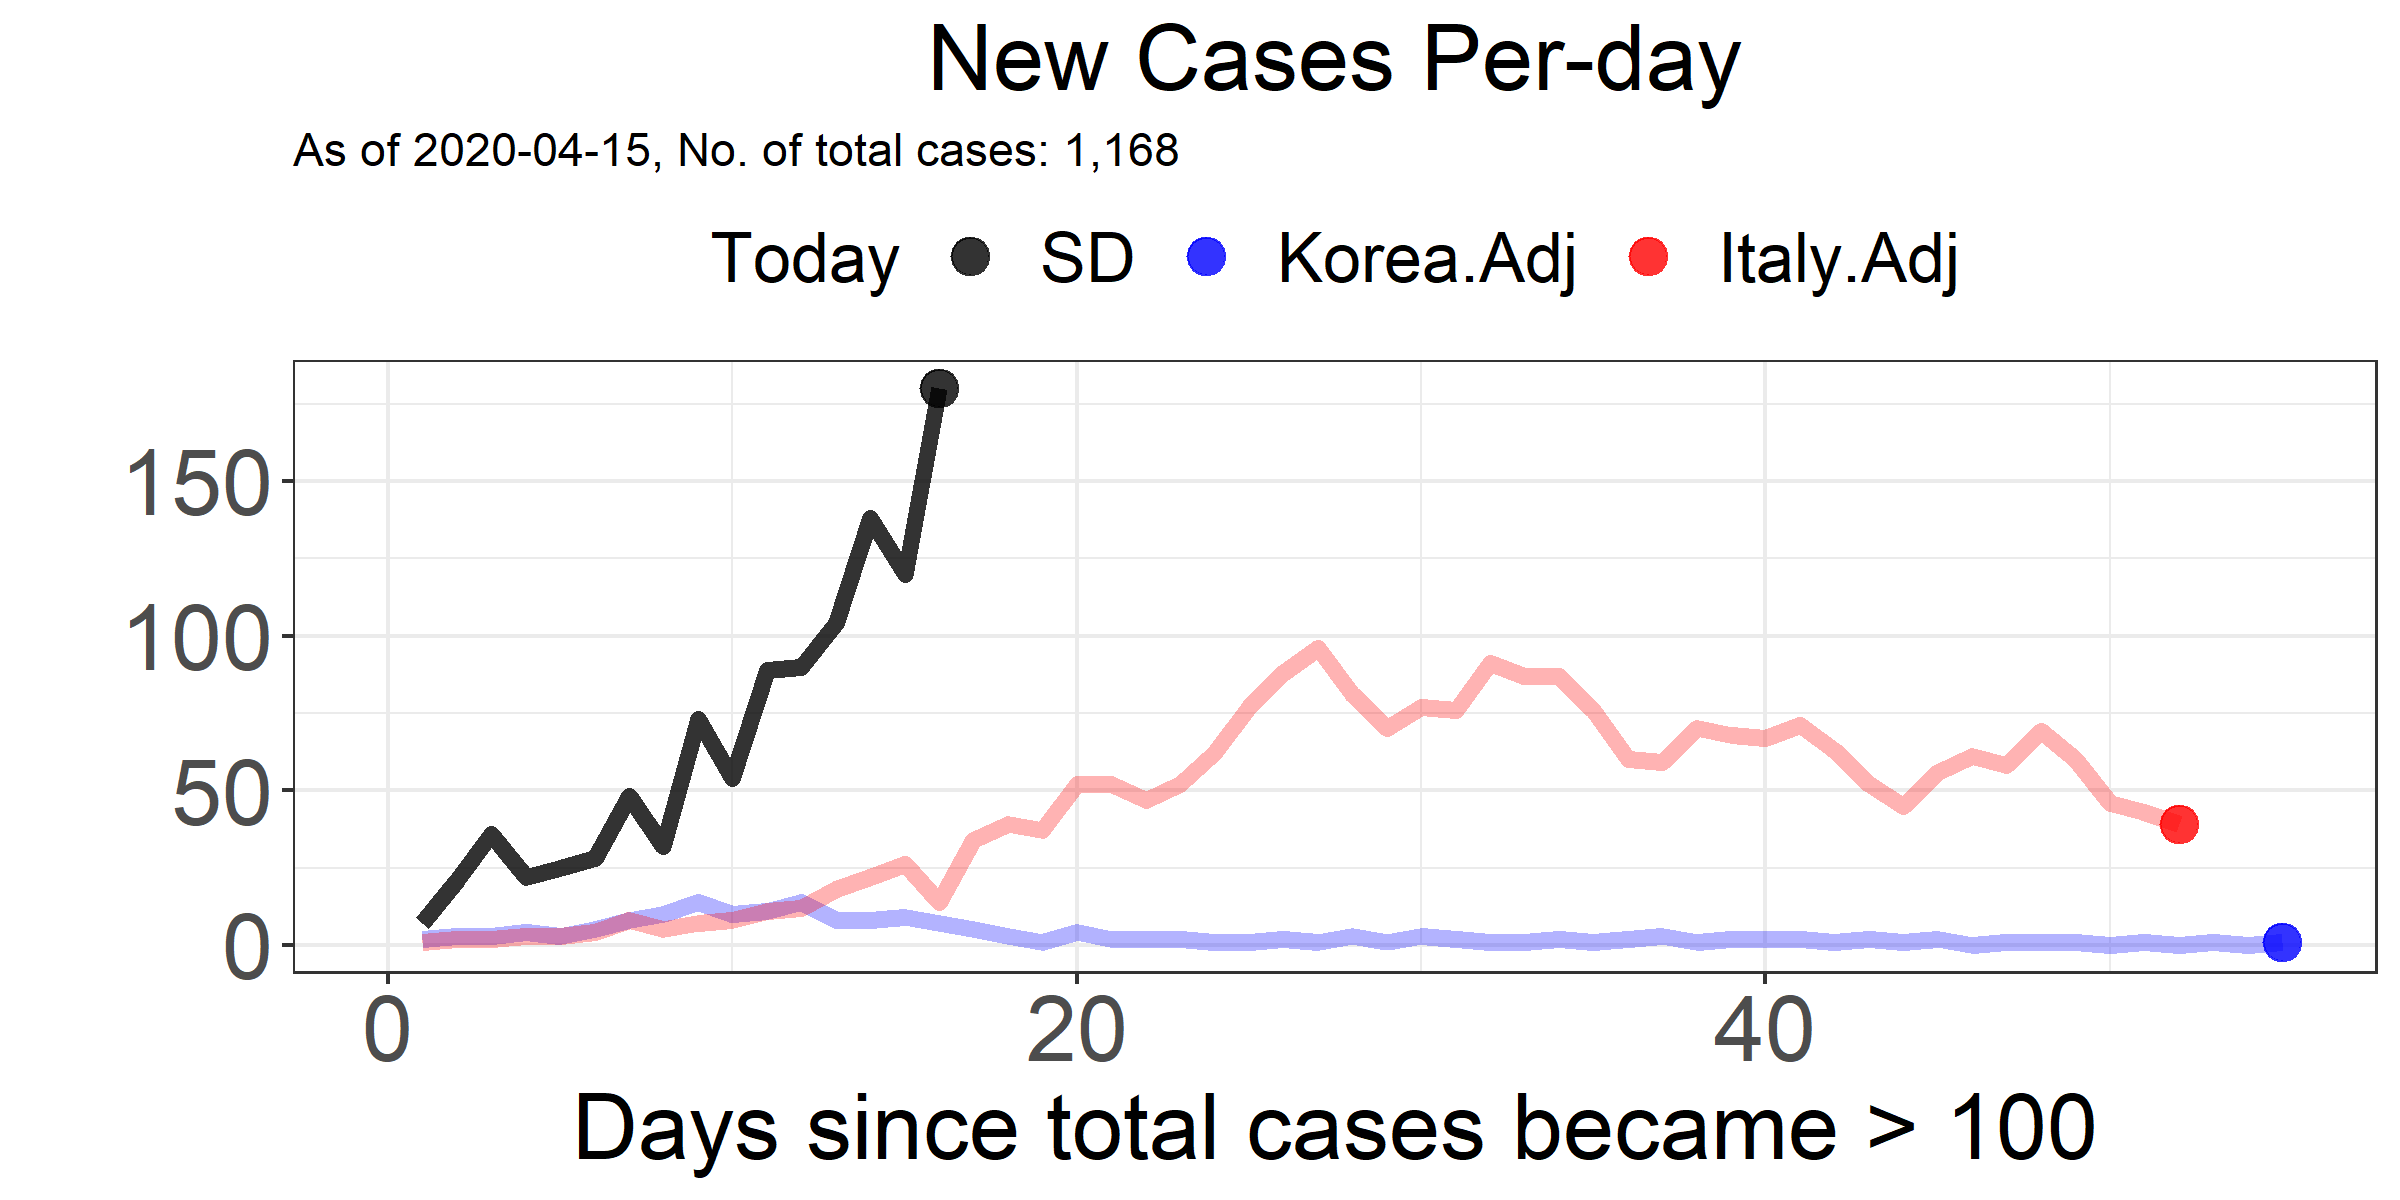 New Cases Per-day
As of 2020-04-15, No. of total cases: 1,168
Today SD Korea.Adj Italy.Adj
150
100
50
0
0 20 40
Days since total cases became > 100